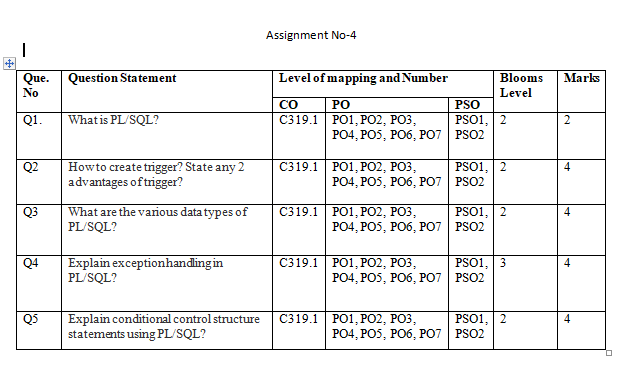 Assignment No-4
Que. No Question Statement Level of mapping and Number Blooms Level Marks
CO PO PSO
Q1. What is PL/SQL? C319.1 PO1, PO2, PO3, PSO1, 2 2
PO4, PO5, PO6, PO7 PSO2
Q2 How to create trigger? State any 2 C319.1 PO1, PO2, PO3, PSO1, 2 4
advantages of trigger? PO4, PO5, PO6, PO7 PSO2
Q3 What are the various data types of C319.1 PO1, PO2, PO3, PSO1, 2 4
PL/SQL? PO4, PO5, PO6, PO7 PSO2
Q4 Explain exception handling in C319.1 PO1, PO2, PO3, PSO1, 3 4
PL/SQL? PO4, PO5, PO6, PO7 PSO2
Q5 Explain conditional control structure C319.1 PO1, PO2, PO3, PSO1, 2 4
statements using PL/SQL? PO4, PO5, PO6, PO7 PSO2